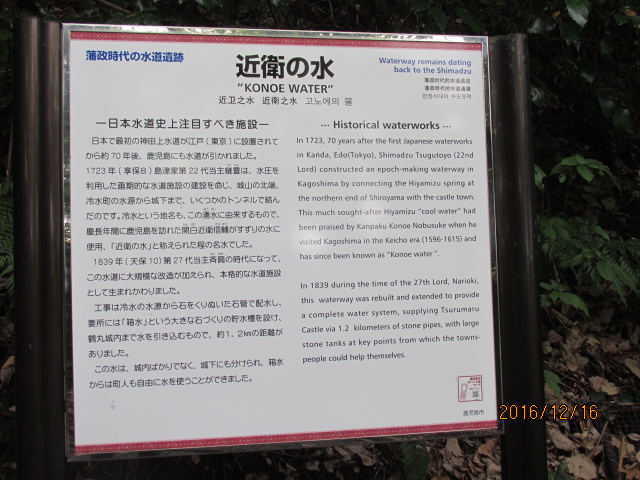 藩政時代の水道遺跡
近衛の水
"KONOE WATER"
近卫之水 近衛之水 고노에의 물
Waterway remains dating
back to the Shimadzu
藩政时代的水道遗迹
藩政時代的水道遺蹟
번정시대의 수도유적
―日本水道史上注目すべき施設―
日本で最初の神田上水道が江戸(東京)に設置されて
から約70年後、鹿児島にも水道が引かれました。
1723年(享保8)島津家第22代当主継豊は、水圧を
利用した画期的な水道施設の建設を命じ、城山の北端、
冷水町の水源から城下まで、いくつかのトンネルで結ん
だのです。冷水という地名も、この湧水に由来するもので、
慶長年間に鹿児島を訪れた関白近衛信輔がすずりの水に
使用、「近衛の水」と称えられた程の名水でした。
1839年(天保10)第27代当主斉興の時代になって、
この水道に大規模な改造が加えられ、本格的な水道施設
として生まれかわりました。
工事は冷水の水源から石をくりぬいた石管で配水し、
要所には「箱水」という大きな石づくりの貯水槽を設け、
鶴丸城内まで水を引き込むもので、約1.2kmの距離が
ありました。
この水は、城内ばかりでなく、城下にも分けられ、箱水
からは町人も自由に水を使うことができました。
··· Historical waterworks ···
In 1723, 70 years after the first Japanese waterworks
in Kanda, Edo(Tokyo), Shimadzu Tsugutoyo (22nd
Lord) constructed an epoch-making waterway in
Kagoshima by connecting the Hiyamizu spring at
the northern end of Shiroyama with the castle town.
This much sought-after Hiyamizu "cool water" had
been praised by Kanpaku Konoe Nobusuke when he
visited Kagoshima in the Keicho era (1596-1615) and
has since been known as "Konoe water".
In 1839 during the time of the 27th Lord, Narioki,
this waterway was rebuilt and extended to provide
a complete water system, supplying Tsurumaru
Castle via 1.2 kilometers of stone pipes, with large
stone tanks at key points from which the towns-
people could help themselves.
鹿児島市
2016/12/16